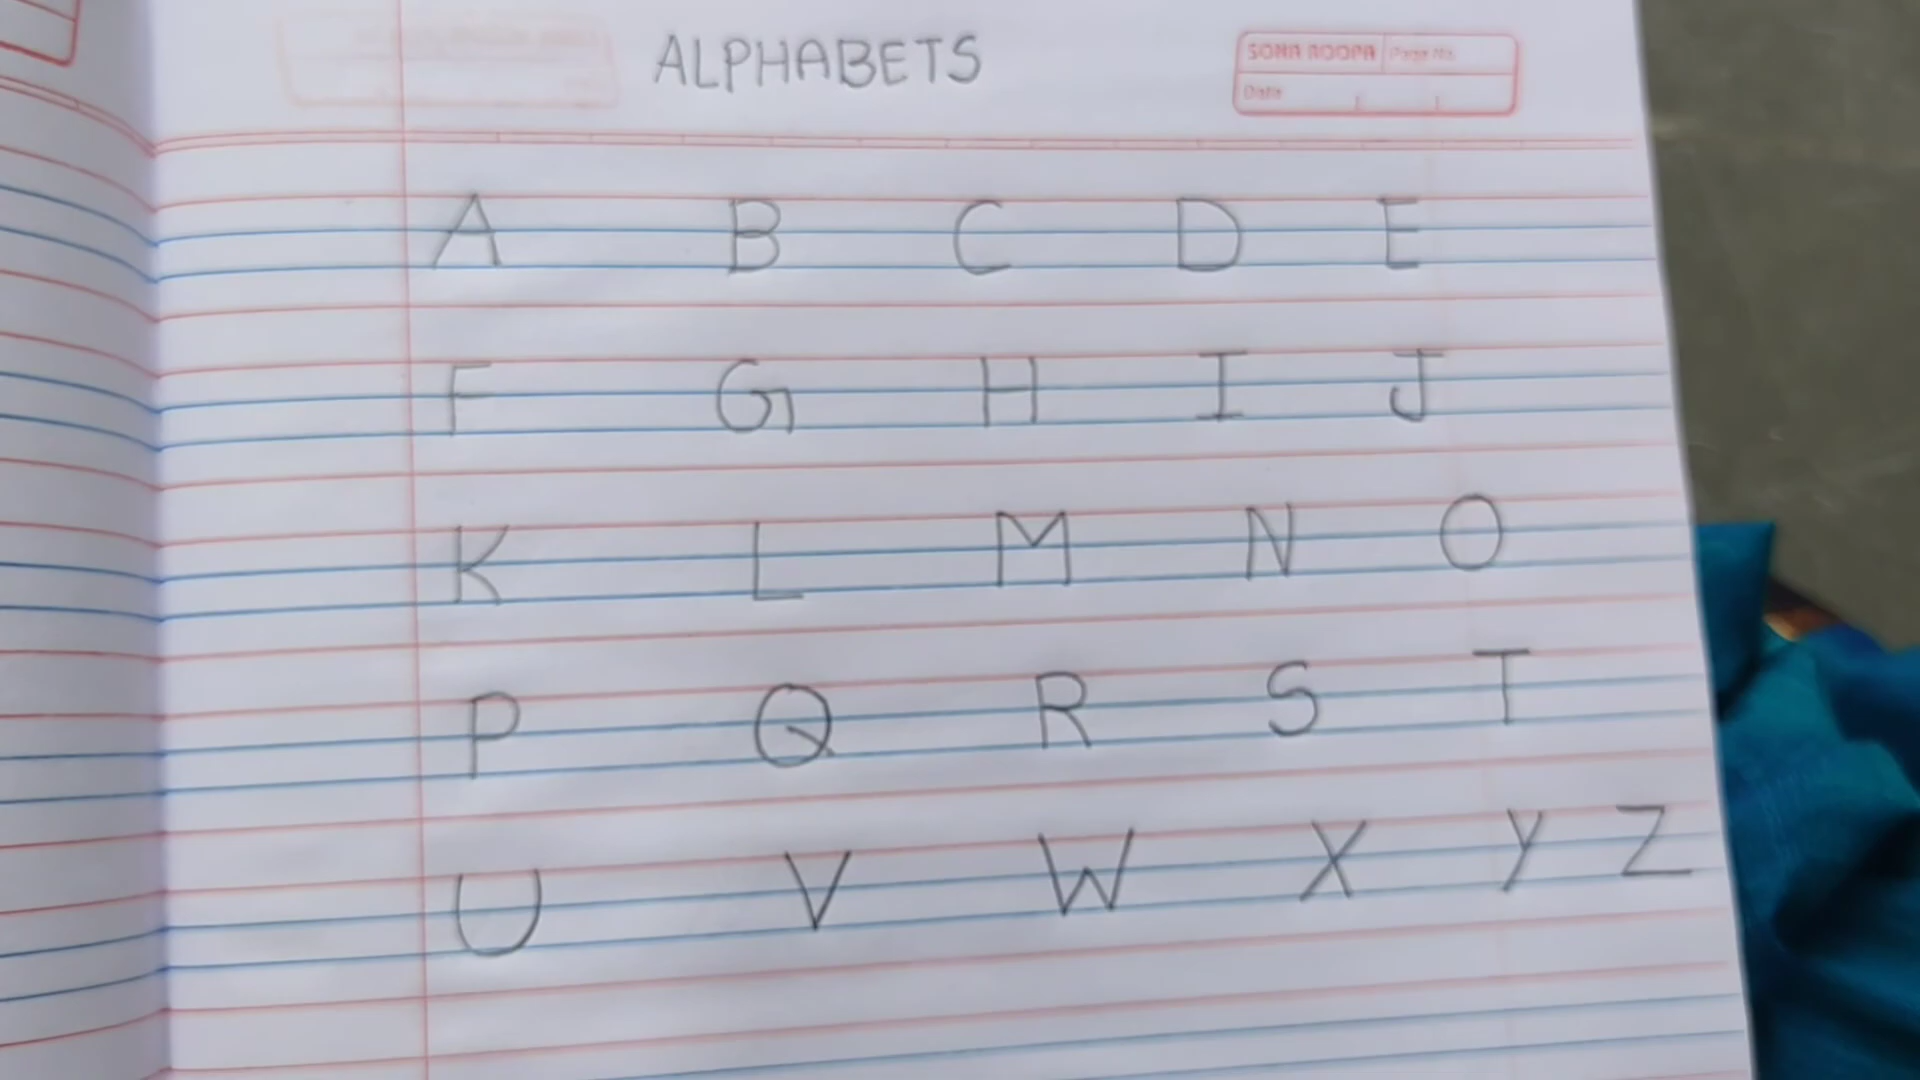 ALPHABETS
SONA ROOPA Page No.
Date
A B C D E
F G H I J
K L M N O
P Q R S T
U V W X Y Z